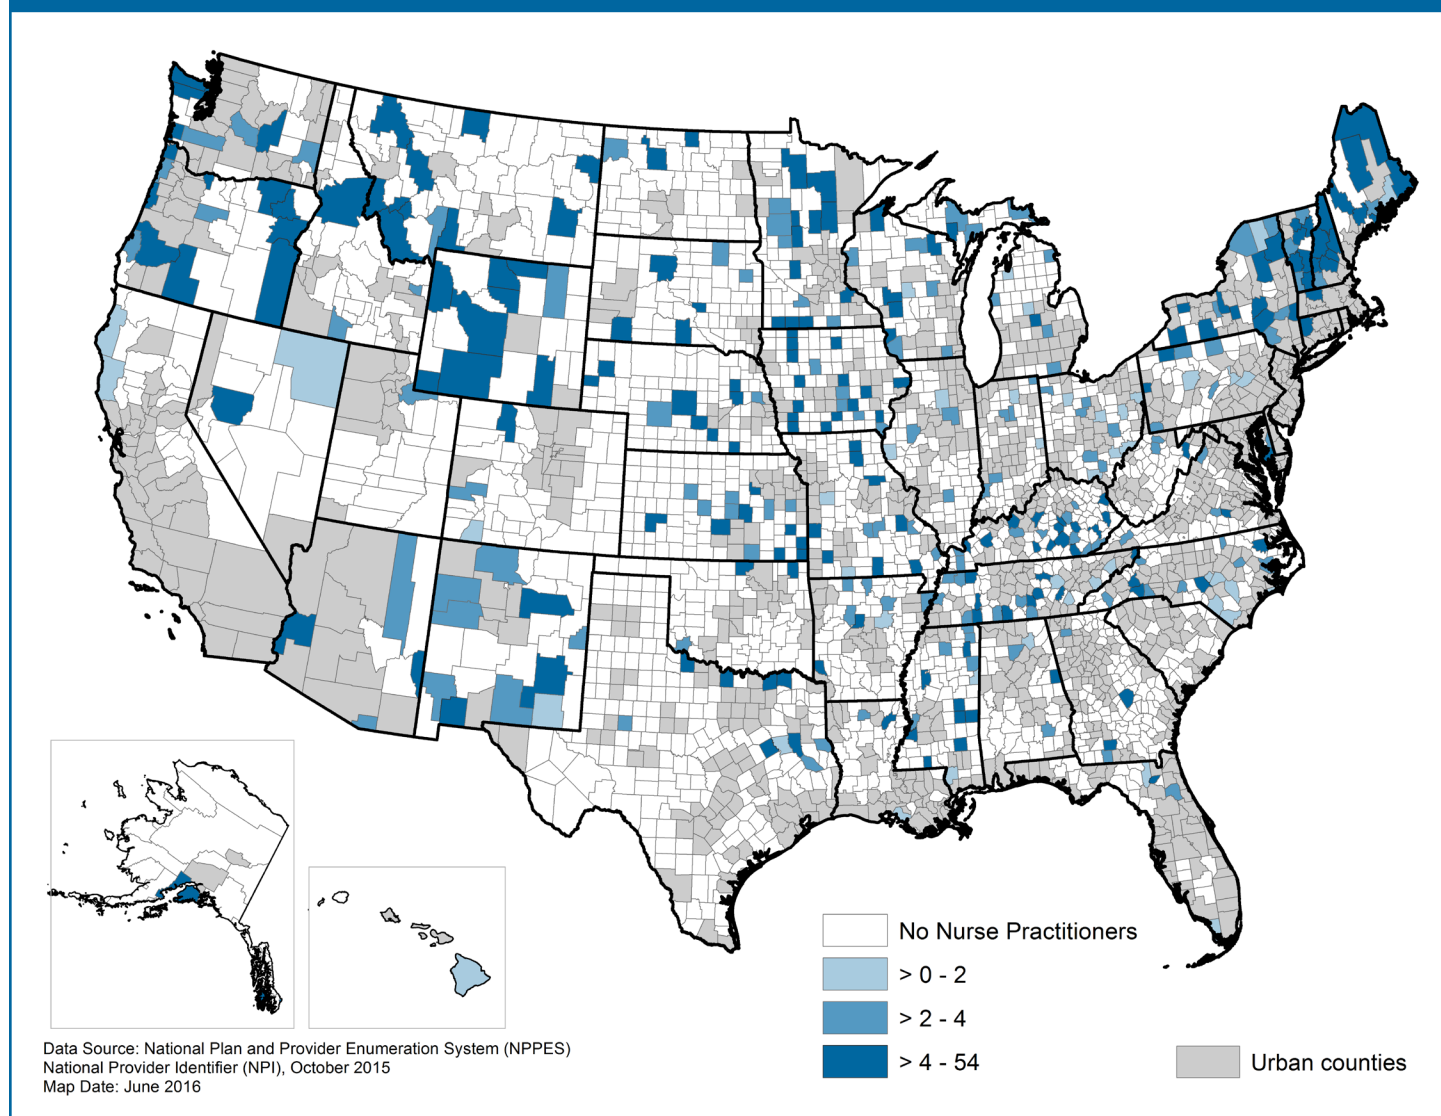 No Nurse Practitioners
> 0 - 2
> 2 - 4
> 4 - 54
Urban counties
Data Source: National Plan and Provider Enumeration System (NPPES)
National Provider Identifier (NPI), October 2015
Map Date: June 2016